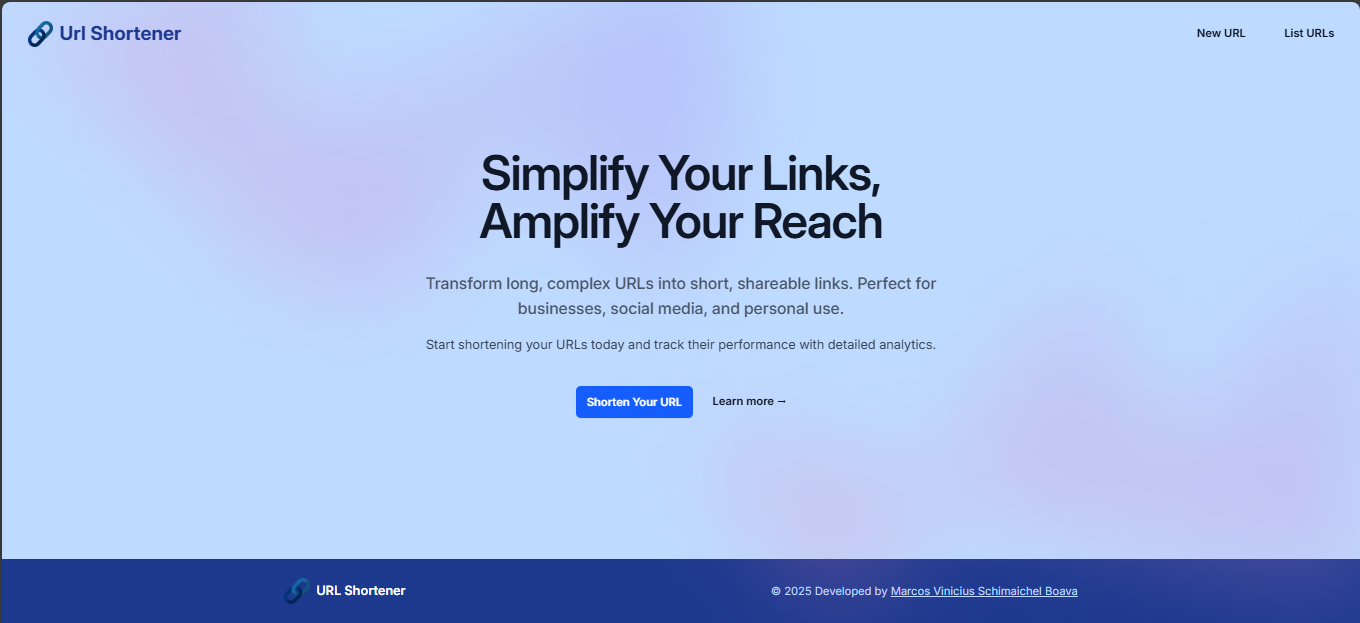 Url Shortener
New URL
List URLs
Simplify Your Links,
Amplify Your Reach
Transform long, complex URLs into short, shareable links. Perfect for
businesses, social media, and personal use.
Start shortening your URLs today and track their performance with detailed analytics.
Shorten Your URL
Learn more →
URL Shortener
© 2025 Developed by Marcos Vinicius Schimaichel Boava